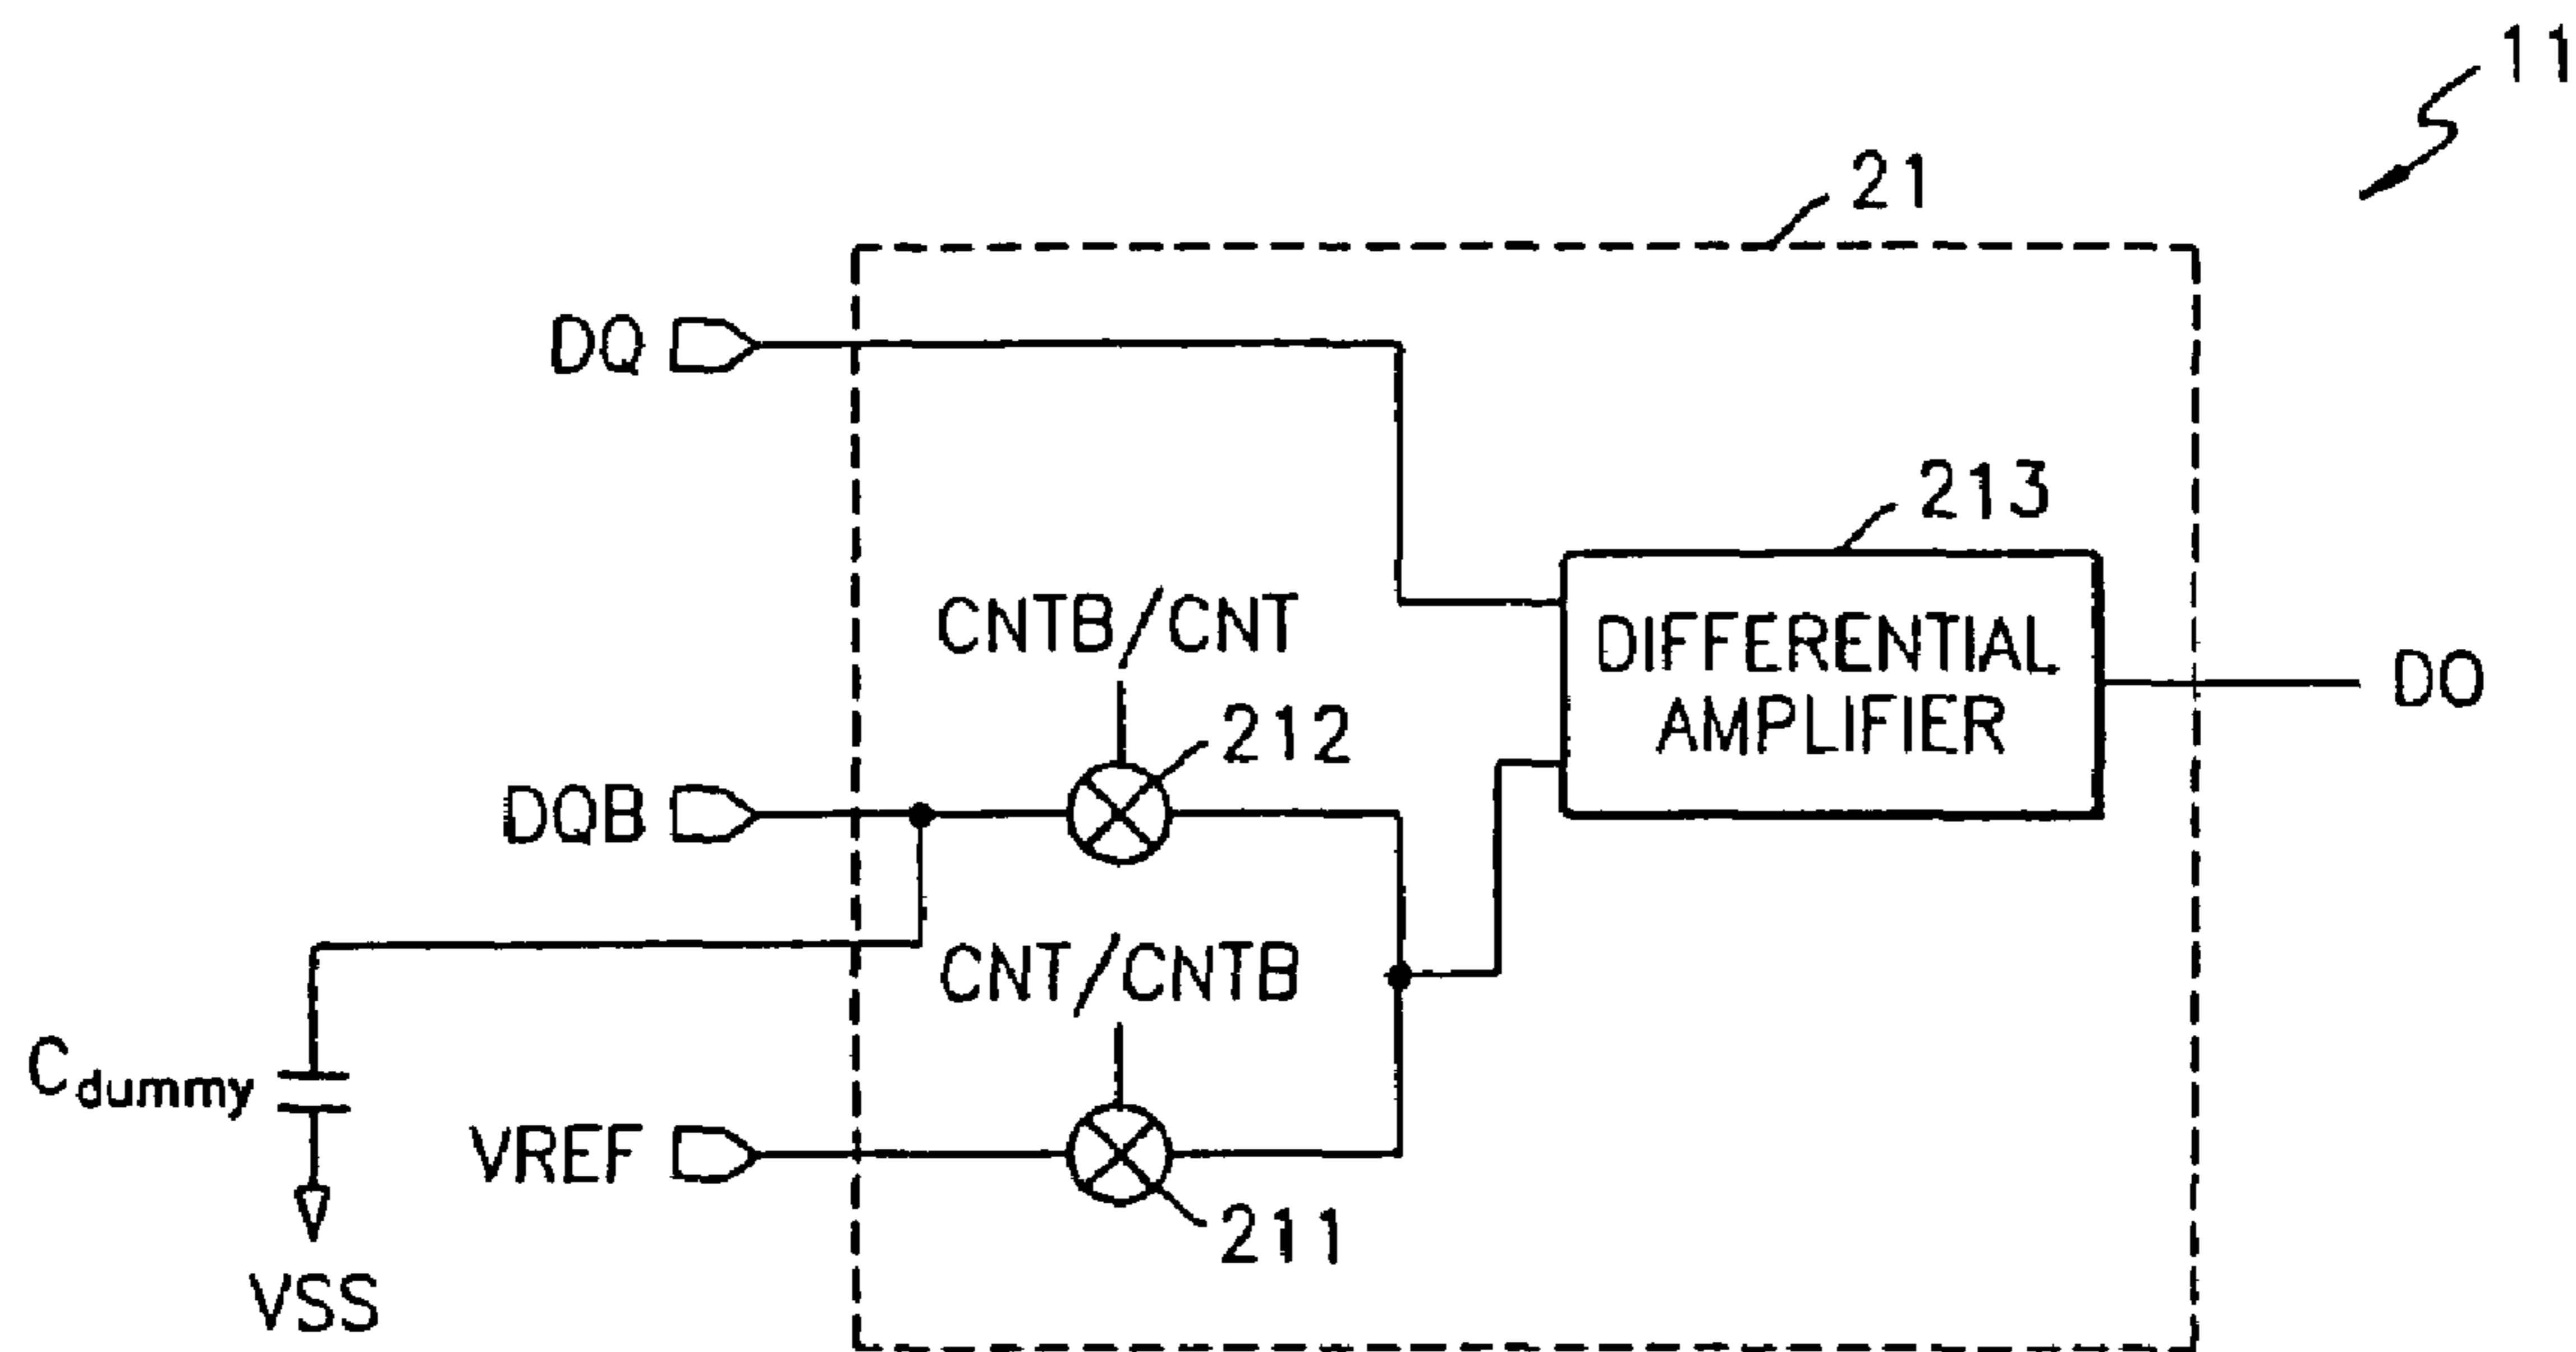 11
21
DQ
213
CNTB/CNT
DIFFERENTIAL
AMPLIFIER
DO
212
DQB
CNT/CNTB
Cdummy
VREF
211
VSS